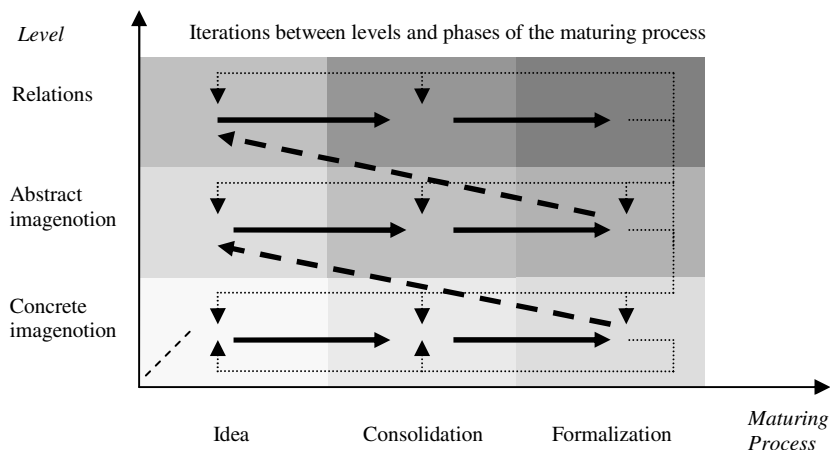 Level
Iterations between levels and phases of the maturing process
Relations
Abstract
imagenotion
Concrete
imagenotion
Idea
Consolidation
Formalization
Maturing
Process